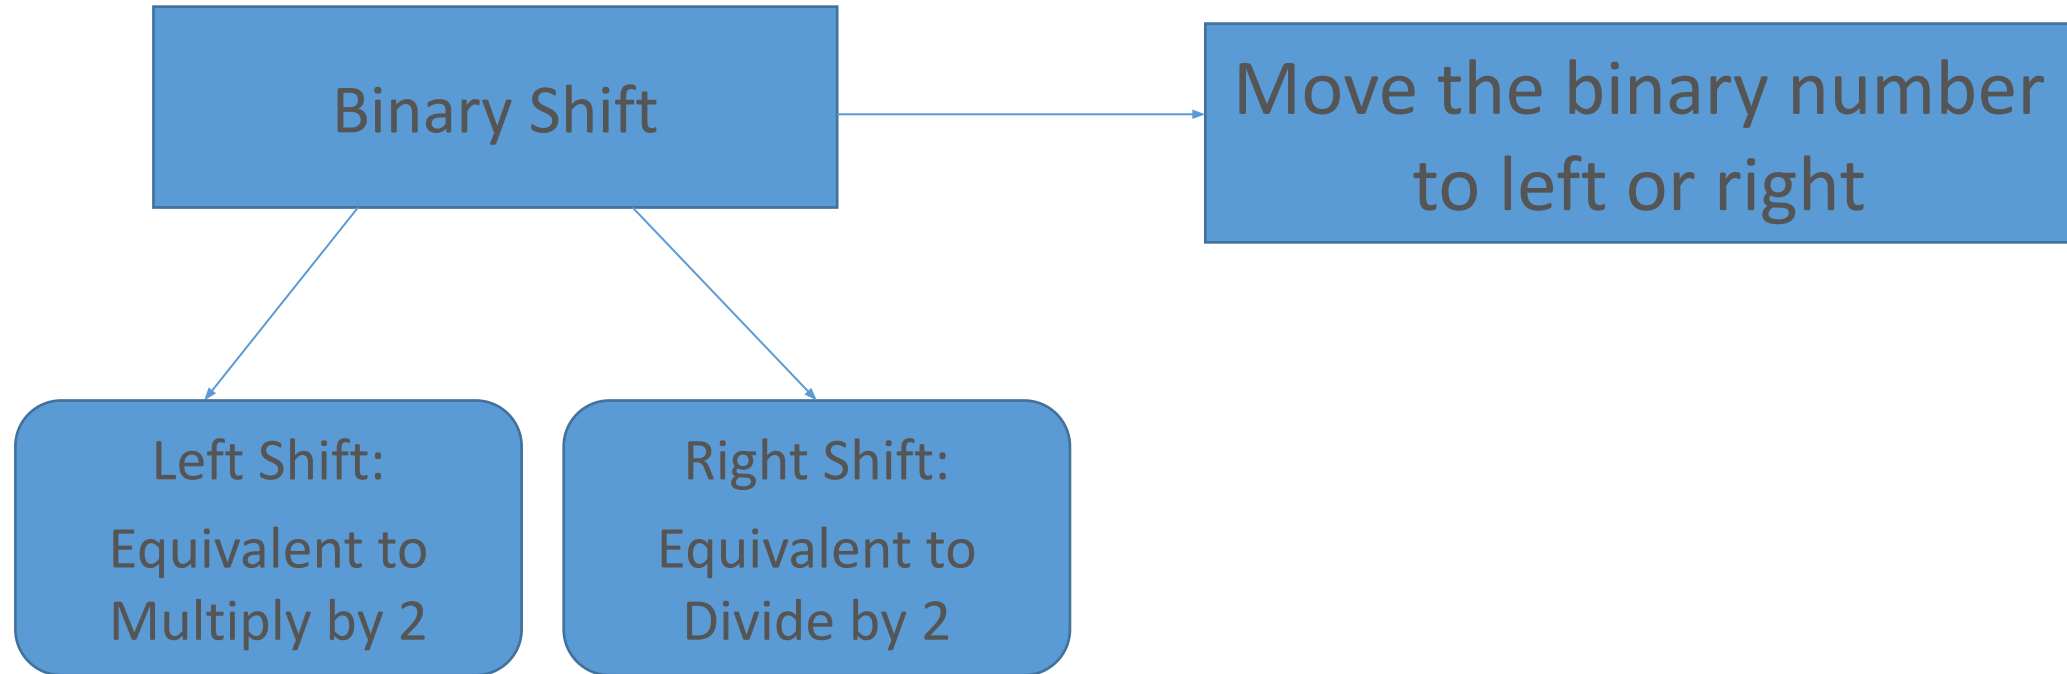 Binary Shift
Move the binary number
to left or right
Left Shift:
Equivalent to
Multiply by 2
Right Shift:
Equivalent to
Divide by 2